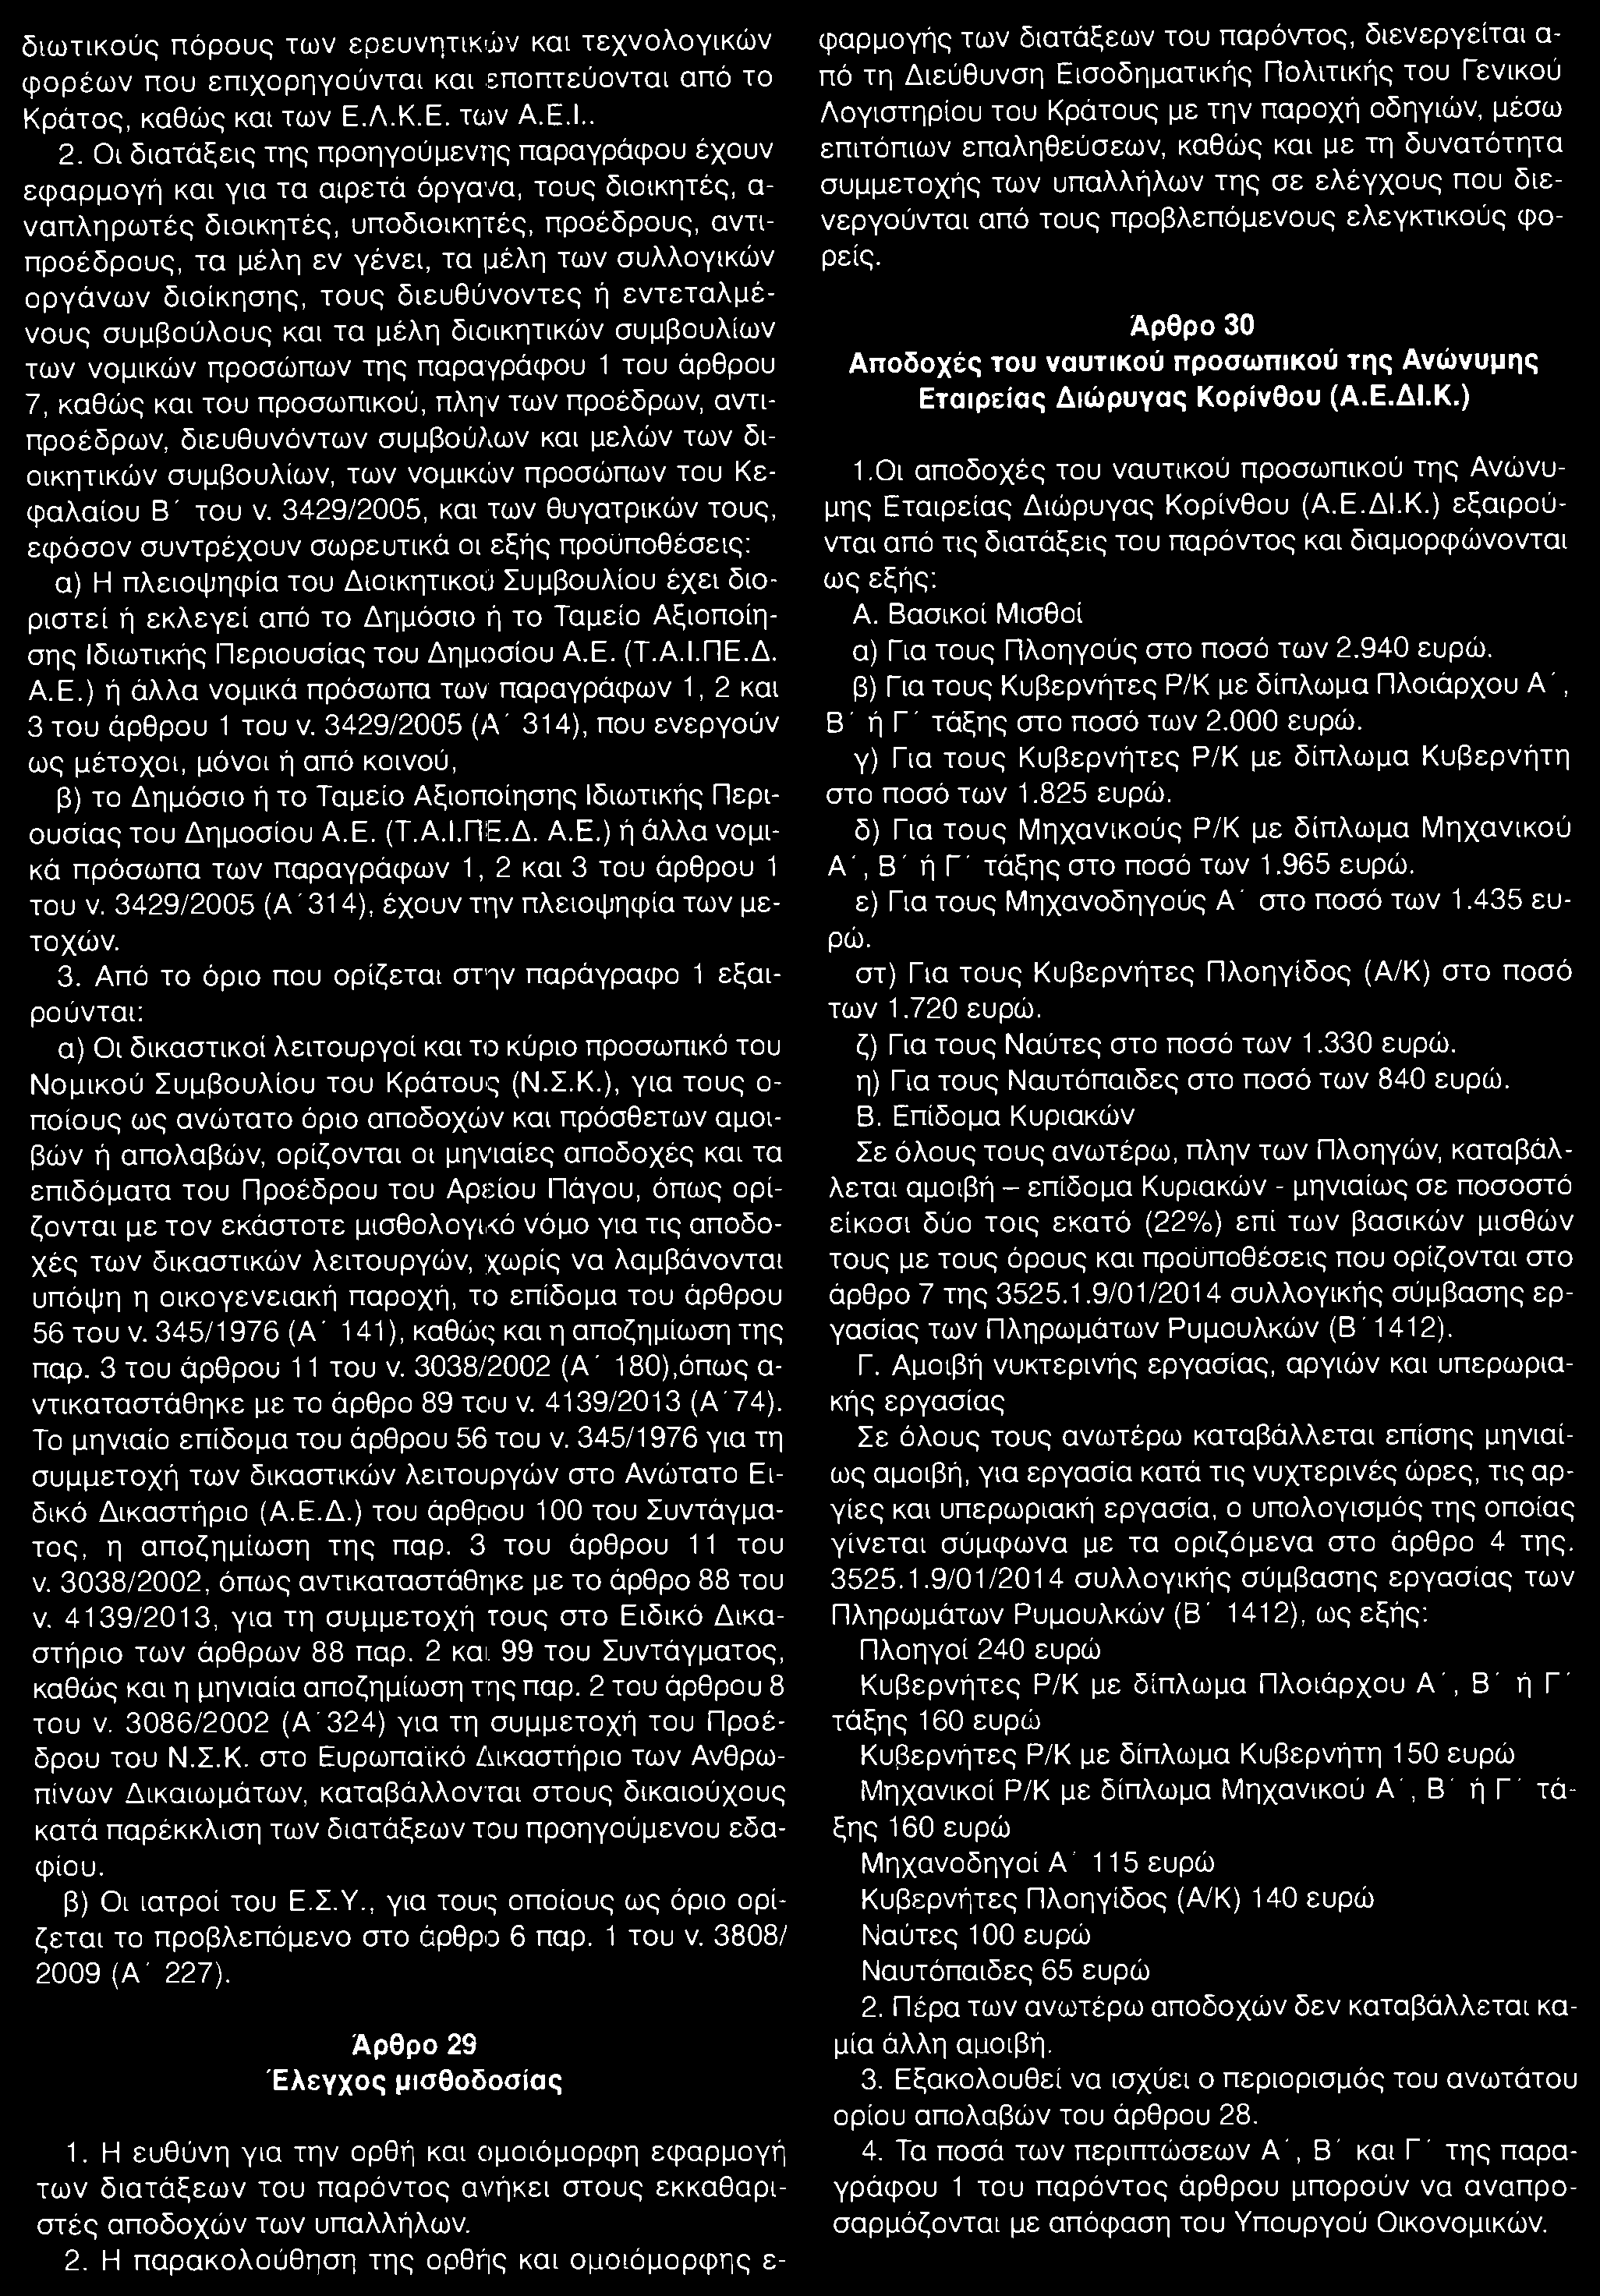 διωτικούς πόρους των ερευνητικών και τεχνολογικών
φορέων που επιχορηγούνται και εποπτεύονται από το
Κράτος, καθώς και των Ε.Λ.Κ.Ε. των Α.Ε.Ι..
2. Οι διατάξεις της προηγούμενης παραγράφου έχουν
εφαρμογή και για τα αιρετά όργανα, τους διοικητές, α-
ναπληρωτές διοικητές, υποδιοικητές, προέδρους, αντι-
προέδρους, τα μέλη εν γένει, τα μέλη των συλλογικών
οργάνων διοίκησης, τους διευθύνοντες ή εντεταλμέ-
νους συμβούλους και τα μέλη διοικητικών συμβουλίων
των νομικών προσώπων της παραγράφου 1 του άρθρου
7, καθώς και του προσωπικού, πλην των προέδρων, αντι-
προέδρων, διευθυνόντων συμβούλων και μελών των δι-
οικητικών συμβουλίων, των νομικών προσώπων του Κε-
φαλαίου Β΄ του ν. 3429/2005, και των θυγατρικών τους,
εφόσον συντρέχουν σωρευτικά οι εξής προϋποθέσεις:
α) Η πλειοψηφία του Διοικητικού Συμβουλίου έχει διο-
ριστεί ή εκλεγεί από το Δημόσιο ή το Ταμείο Αξιοποίη-
σης Ιδιωτικής Περιουσίας του Δημοσίου Α.Ε. (Τ.Α.Ι.ΠΕ.Δ.
Α.Ε.) ή άλλα νομικά πρόσωπα των παραγράφων 1, 2 και
3 του άρθρου 1 του ν. 3429/2005 (Α΄ 314), που ενεργούν
ως μέτοχοι, μόνοι ή από κοινού,
β) το Δημόσιο ή το Ταμείο Αξιοποίησης Ιδιωτικής Περι-
ουσίας του Δημοσίου Α.Ε. (Τ.Α.Ι.ΠΕ.Δ. Α.Ε.) ή άλλα νομι-
κά πρόσωπα των παραγράφων 1, 2 και 3 του άρθρου 1
του ν. 3429/2005 (Α΄314), έχουν την πλειοψηφία των με-
τοχών.
3. Από το όριο που ορίζεται στην παράγραφο 1 εξαι-
ρούνται:
α) Οι δικαστικοί λειτουργοί και το κύριο προσωπικό του
Νομικού Συμβουλίου του Κράτους (Ν.Σ.Κ.), για τους ο-
ποίους ως ανώτατο όριο αποδοχών και πρόσθετων αμοι-
βών ή απολαβών, ορίζονται οι μηνιαίες αποδοχές και τα
επιδόματα του Προέδρου του Αρείου Πάγου, όπως ορί-
ζονται με τον εκάστοτε μισθολογικό νόμο για τις αποδο-
χές των δικαστικών λειτουργών, χωρίς να λαμβάνονται
υπόψη η οικογενειακή παροχή, το επίδομα του άρθρου
56 του ν. 345/1976 (Α΄ 141), καθώς και η αποζημίωση της
παρ. 3 του άρθρου 11 του ν. 3038/2002 (Α΄ 180),όπως α-
ντικαταστάθηκε με το άρθρο 89 του ν. 4139/2013 (Α΄74).
Το μηνιαίο επίδομα του άρθρου 56 του ν. 345/1976 για τη
συμμετοχή των δικαστικών λειτουργών στο Ανώτατο Ει-
δικό Δικαστήριο (Α.Ε.Δ.) του άρθρου 100 του Συντάγμα-
τος, η αποζημίωση της παρ. 3 του άρθρου 11 του
ν. 3038/2002, όπως αντικαταστάθηκε με το άρθρο 88 του
ν. 4139/2013, για τη συμμετοχή τους στο Ειδικό Δικα-
στήριο των άρθρων 88 παρ. 2 και 99 του Συντάγματος,
καθώς και η μηνιαία αποζημίωση της παρ. 2 του άρθρου 8
του ν. 3086/2002 (Α΄324) για τη συμμετοχή του Προέ-
δρου του Ν.Σ.Κ. στο Ευρωπαϊκό Δικαστήριο των Ανθρω-
πίνων Δικαιωμάτων, καταβάλλονται στους δικαιούχους
κατά παρέκκλιση των διατάξεων του προηγούμενου εδα-
φίου.
β) Οι ιατροί του Ε.Σ.Υ., για τους οποίους ως όριο ορί-
ζεται το προβλεπόμενο στο άρθρο 6 παρ. 1 του ν. 3808/
2009 (Α΄ 227).
Άρθρο 29
Έλεγχος μισθοδοσίας
1. Η ευθύνη για την ορθή και ομοιόμορφη εφαρμογή
των διατάξεων του παρόντος ανήκει στους εκκαθαρι-
στές αποδοχών των υπαλλήλων.
2. Η παρακολούθηση της ορθής και ομοιόμορφης ε-
φαρμογής των διατάξεων του παρόντος, διενεργείται α-
πό τη Διεύθυνση Εισοδηματικής Πολιτικής του Γενικού
Λογιστηρίου του Κράτους με την παροχή οδηγιών, μέσω
επιτόπιων επαληθεύσεων, καθώς και με τη δυνατότητα
συμμετοχής των υπαλλήλων της σε ελέγχους που διε-
νεργούνται από τους προβλεπόμενους ελεγκτικούς φο-
ρείς.
Άρθρο 30
Αποδοχές του ναυτικού προσωπικού της Ανώνυμης
Εταιρείας Διώρυγας Κορίνθου (Α.Ε.ΔΙ.Κ.)
1.Οι αποδοχές του ναυτικού προσωπικού της Ανώνυ-
μης Εταιρείας Διώρυγας Κορίνθου (Α.Ε.ΔΙ.Κ.) εξαιρού-
νται από τις διατάξεις του παρόντος και διαμορφώνονται
ως εξής:
Α. Βασικοί Μισθοί
α) Για τους Πλοηγούς στο ποσό των 2.940 ευρώ.
β) Για τους Κυβερνήτες Ρ/Κ με δίπλωμα Πλοιάρχου Α΄,
Β΄ ή Γ΄ τάξης στο ποσό των 2.000 ευρώ.
γ) Για τους Κυβερνήτες Ρ/Κ με δίπλωμα Κυβερνήτη
στο ποσό των 1.825 ευρώ.
δ) Για τους Μηχανικούς Ρ/Κ με δίπλωμα Μηχανικού
Α΄, Β΄ ή Γ΄ τάξης στο ποσό των 1.965 ευρώ.
ε) Για τους Μηχανοδηγούς Α΄ στο ποσό των 1.435 ευ-
ρώ.
στ) Για τους Κυβερνήτες Πλοηγίδος (Α/Κ) στο ποσό
των 1.720 ευρώ.
ζ) Για τους Ναύτες στο ποσό των 1.330 ευρώ.
η) Για τους Ναυτόπαιδες στο ποσό των 840 ευρώ.
Β. Επίδομα Κυριακών
Σε όλους τους ανωτέρω, πλην των Πλοηγών, καταβάλ-
λεται αμοιβή – επίδομα Κυριακών - μηνιαίως σε ποσοστό
είκοσι δύο τοις εκατό (22%) επί των βασικών μισθών
τους με τους όρους και προϋποθέσεις που ορίζονται στο
άρθρο 7 της 3525.1.9/01/2014 συλλογικής σύμβασης ερ-
γασίας των Πληρωμάτων Ρυμουλκών (Β΄1412).
Γ. Αμοιβή νυκτερινής εργασίας, αργιών και υπερωρια-
κής εργασίας
Σε όλους τους ανωτέρω καταβάλλεται επίσης μηνιαί-
ως αμοιβή, για εργασία κατά τις νυχτερινές ώρες, τις αρ-
γίες και υπερωριακή εργασία, ο υπολογισμός της οποίας
γίνεται σύμφωνα με τα οριζόμενα στο άρθρο 4 της.
3525.1.9/01/2014 συλλογικής σύμβασης εργασίας των
Πληρωμάτων Ρυμουλκών (Β΄ 1412), ως εξής:
Πλοηγοί 240 ευρώ
Κυβερνήτες Ρ/Κ με δίπλωμα Πλοιάρχου Α΄, Β΄ ή Γ΄
τάξης 160 ευρώ
Κυβερνήτες Ρ/Κ με δίπλωμα Κυβερνήτη 150 ευρώ
Μηχανικοί Ρ/Κ με δίπλωμα Μηχανικού Α΄, Β΄ ή Γ΄ τά-
ξης 160 ευρώ
Μηχανοδηγοί Α΄ 115 ευρώ
Κυβερνήτες Πλοηγίδος (Α/Κ) 140 ευρώ
Ναύτες 100 ευρώ
Ναυτόπαιδες 65 ευρώ
2. Πέρα των ανωτέρω αποδοχών δεν καταβάλλεται κα-
μία άλλη αμοιβή.
3. Εξακολουθεί να ισχύει ο περιορισμός του ανωτάτου
ορίου απολαβών του άρθρου 28.
4. Τα ποσά των περιπτώσεων Α΄, Β΄ και Γ΄ της παρα-
γράφου 1 του παρόντος άρθρου μπορούν να αναπρο-
σαρμόζονται με απόφαση του Υπουργού Οικονομικών.